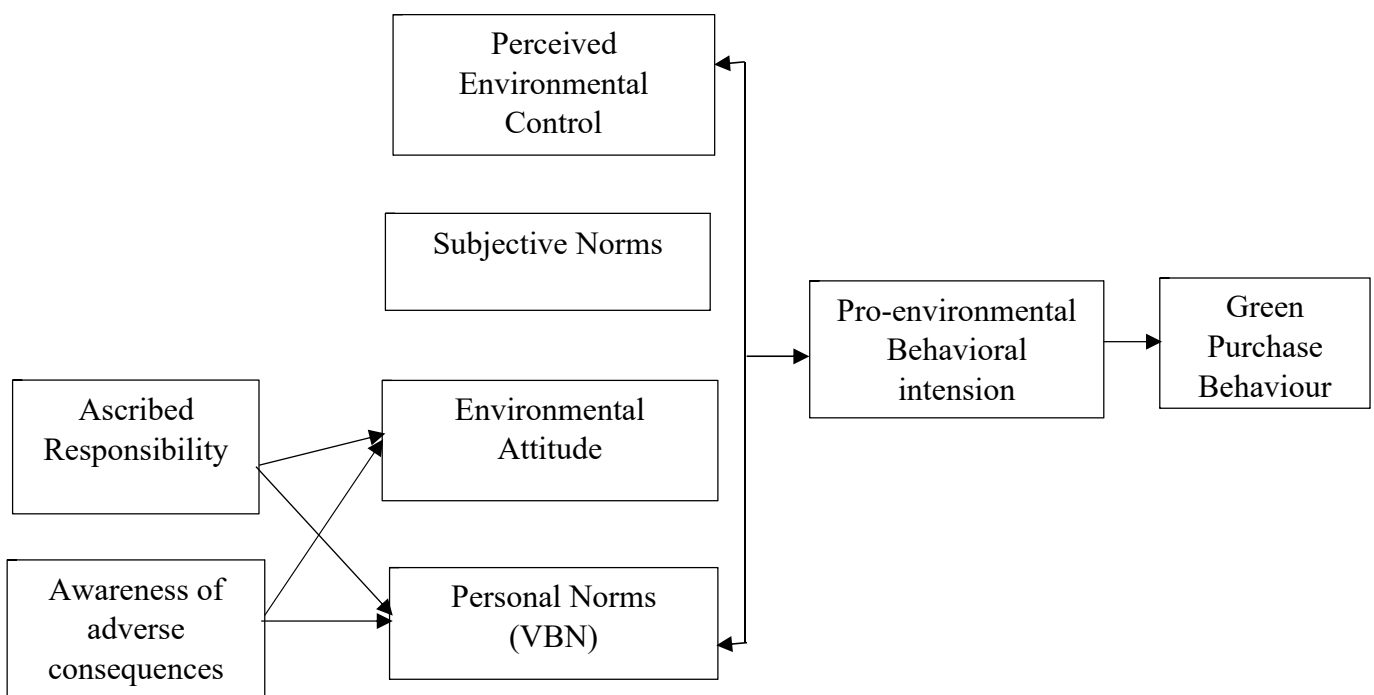 Perceived
Environmental
Control
Subjective Norms
Ascribed
Responsibility
Environmental
Attitude
Pro-environmental
Behavioral
intension
Green
Purchase
Behaviour
Awareness of
adverse
consequences
Personal Norms
(VBN)